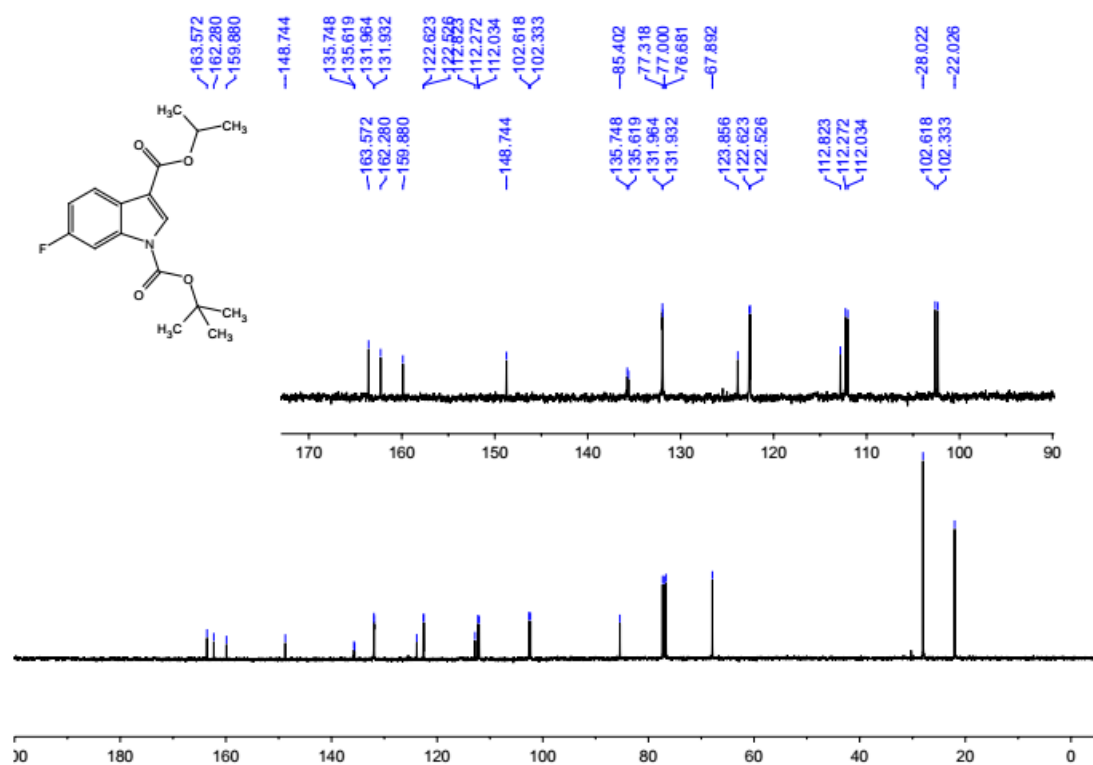 163.572
162.280
159.880
148.744
135.748
135.619
131.964
131.932
122.623
122.526
112.823
112.272
112.034
102.618
102.333
85.402
77.318
77.000
76.681
67.892
28.022
22.026
163.572
162.280
159.880
148.744
135.748
135.619
131.964
131.932
123.856
122.623
122.526
112.823
112.272
112.034
102.618
102.333
H₃C
CH₃
O
O
F
N
O
O
CH₃
H₃C
H₃C
170 160 150 140 130 120 110 100 90
00 160 140 120 100 80 60 40 20 0